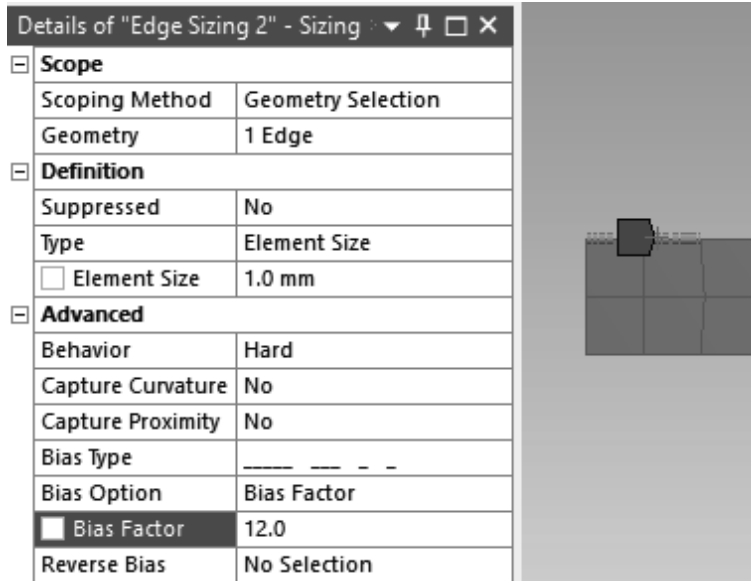 Details of "Edge Sizing 2" - Sizing
Scope
Scoping Method Geometry Selection
Geometry 1 Edge
Definition
Suppressed No
Type Element Size
Element Size 1.0 mm
Advanced
Behavior Hard
Capture Curvature No
Capture Proximity No
Bias Type _____ ___ _ _
Bias Option Bias Factor
Bias Factor 12.0
Reverse Bias No Selection